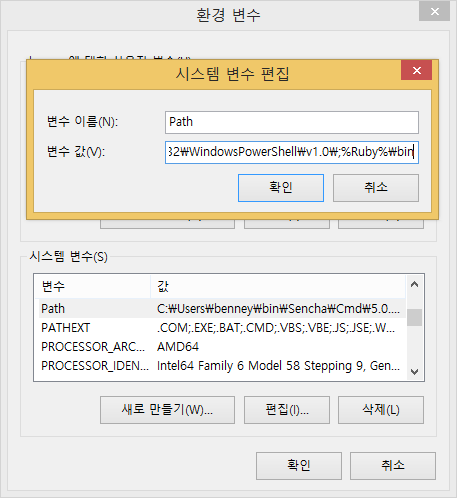 환경 변수
시스템 변수 편집
변수 이름(N):
Path
변수 값(V):
32₩WindowsPowerShell₩v1.0₩;%Ruby%₩bin
확인
취소
시스템 변수(S)
변수 값
Path C:₩Users₩benney₩bin₩Sencha₩Cmd₩5.0....
PATHEXT .COM;.EXE;.BAT;.CMD;.VBS;.VBE;.JS;.JSE;.W...
PROCESSOR_ARC... AMD64
PROCESSOR_IDEN... Intel64 Family 6 Model 58 Stepping 9, Gen...
새로 만들기(W)... 편집(I)... 삭제(L)
확인 취소